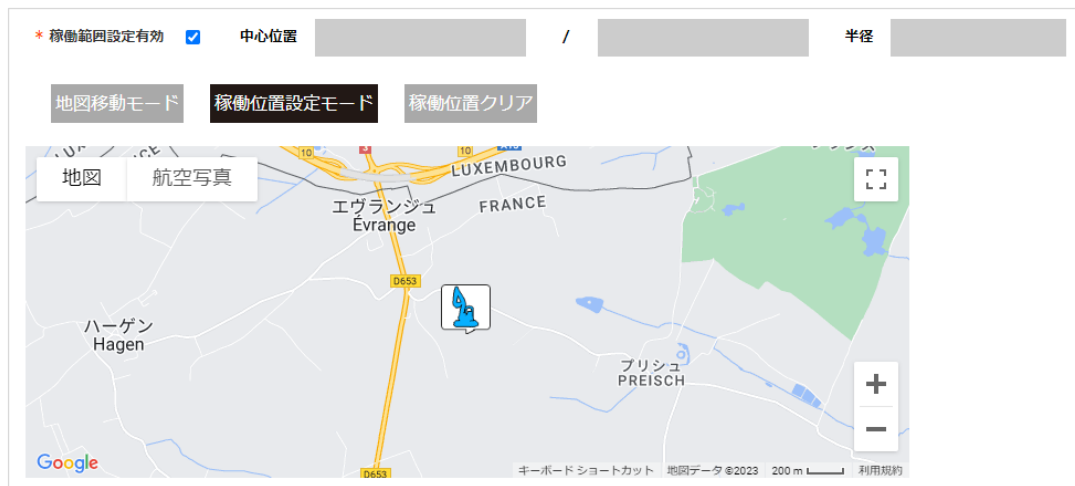 * 稼働範囲設定有効 中心位置 / 半径
地図移動モード 稼働位置設定モード 稼働位置クリア
地図 航空写真
10
3
10
LUXEMBOURG
FRANCE
エヴランジュ
Évrange
D653
ハーゲン
Hagen
プリシュ
PREISCH
+
−
D653
Google
キーボード ショートカット 地図データ ©2023 200 m 利用規約